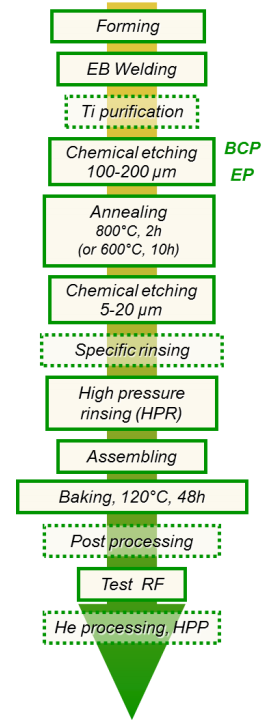 Forming
EB Welding
Ti purification
Chemical etching
100-200 µm
BCP
EP
Annealing
800°C, 2h
(or 600°C, 10h)
Chemical etching
5-20 µm
Specific rinsing
High pressure
rinsing (HPR)
Assembling
Baking, 120°C, 48h
Post processing
Test RF
He processing, HPP